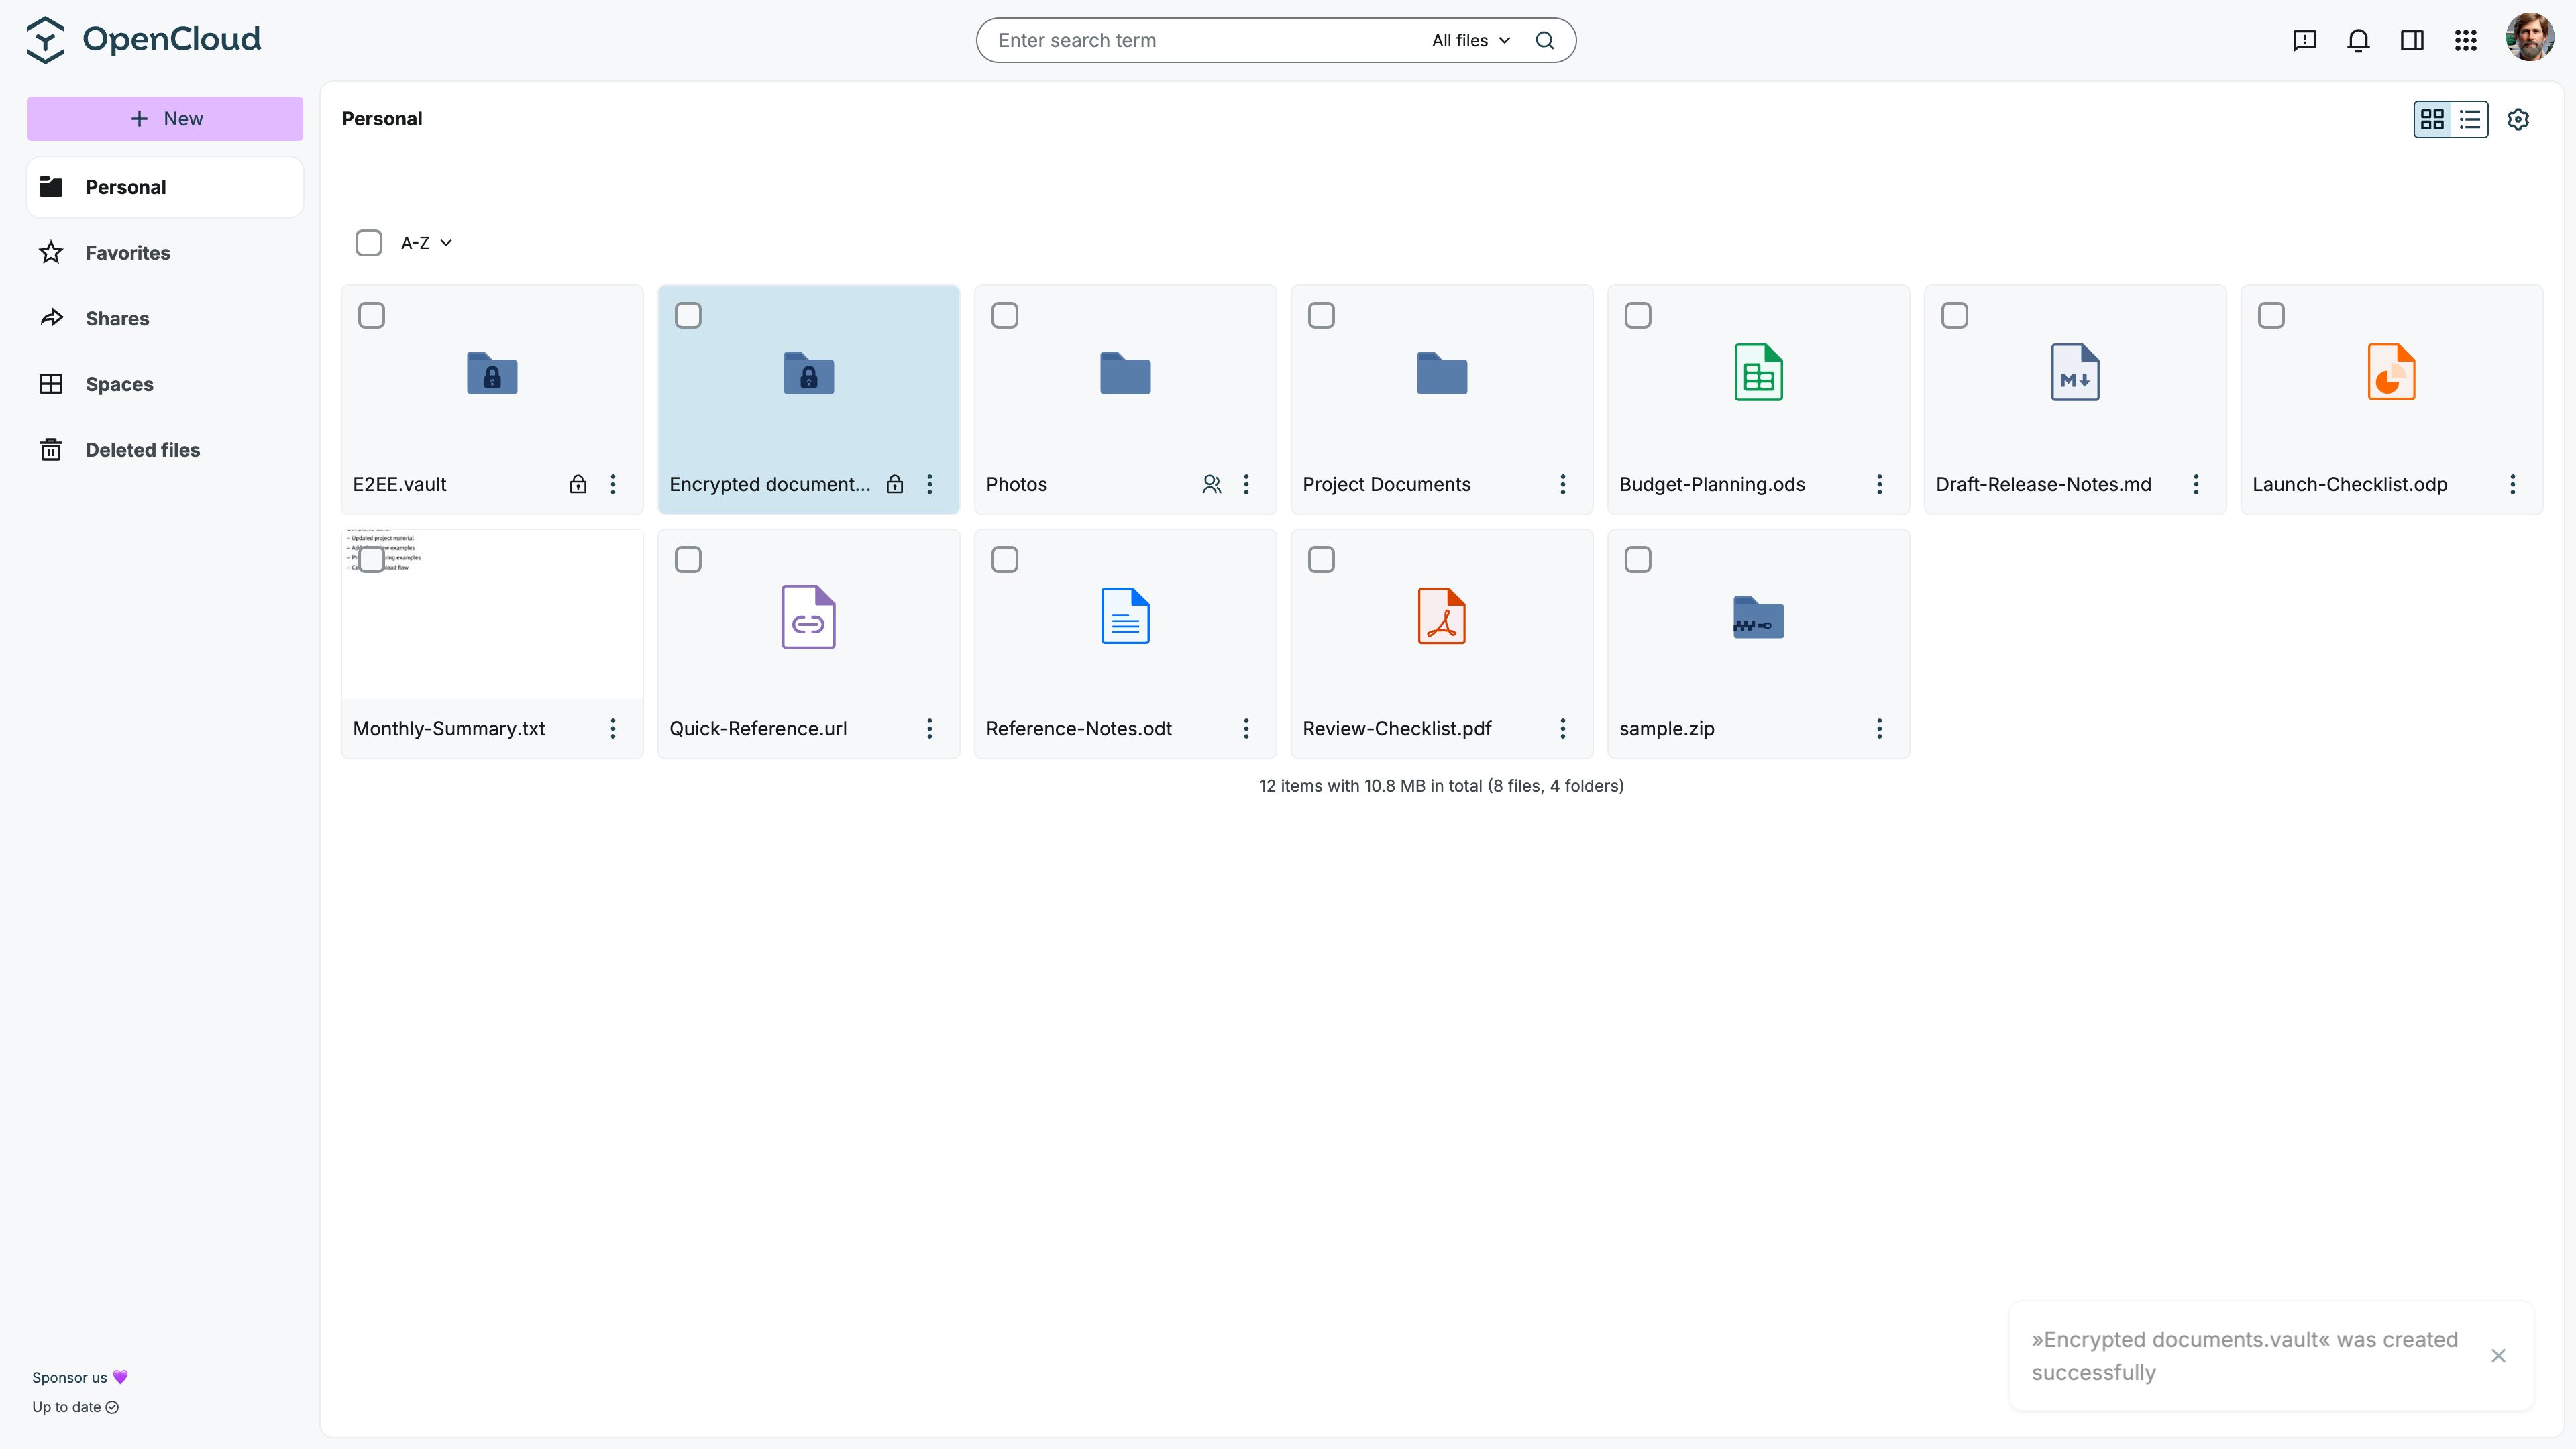 OpenCloud
Enter search term
All files
New
Personal
Personal
Favorites
Shares
Spaces
Deleted files
A-Z
E2EE.vault
Encrypted document...
Photos
Project Documents
Budget-Planning.ods
M
Draft-Release-Notes.md
Launch-Checklist.odp
- Updated project material
Monthly-Summary.txt
Quick-Reference.url
Reference-Notes.odt
Review-Checklist.pdf
sample.zip
12 items with 10.8 MB in total (8 files, 4 folders)
»Encrypted documents.vault« was created
successfully
Sponsor us 💜
Up to date